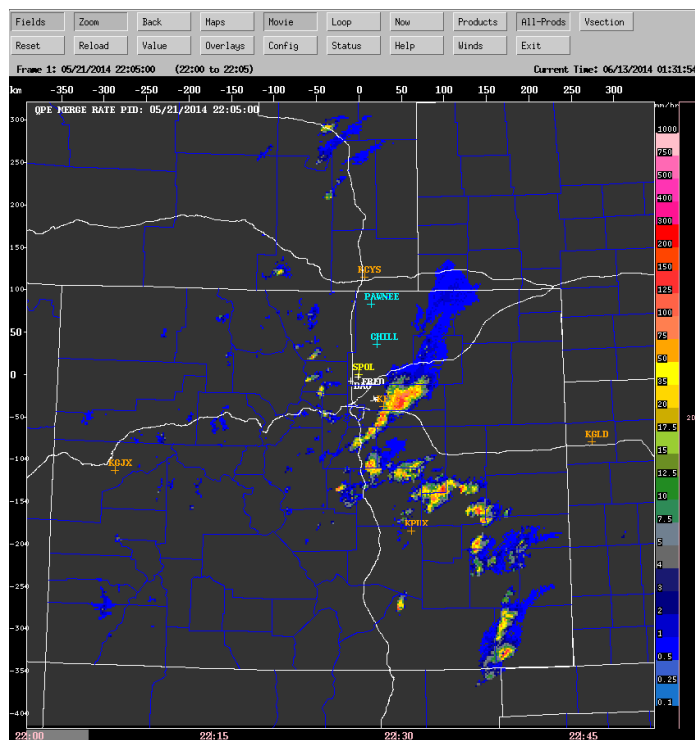 Fields Zoom Back Maps Movie Loop Now Products All-Prods Vsection
Reset Reload Value Overlays Config Status Help Winds Exit
Frame 1: 05/21/2014 22:05:00 (22:00 to 22:05) Current Time: 06/13/2014 01:31:54
km -350 -300 -250 -200 -150 -100 -50 0 50 100 150 200 250 300
mm/hr
QPE MERGE RATE PID: 05/21/2014 22:05:00
300
250
200
150
100
50
0
-50
-100
-150
-200
-250
-300
-350
-400
KCYS
PAWNEE
CHILL
SPOL
KGLD
KGJX
KPUX
1000
750
500
400
300
200
150
125
100
75
50
35
20
17.5
15
12.5
10
7.5
5
4
3
2
1
0.5
0.25
0.1
22:00 22:15 22:30 22:45